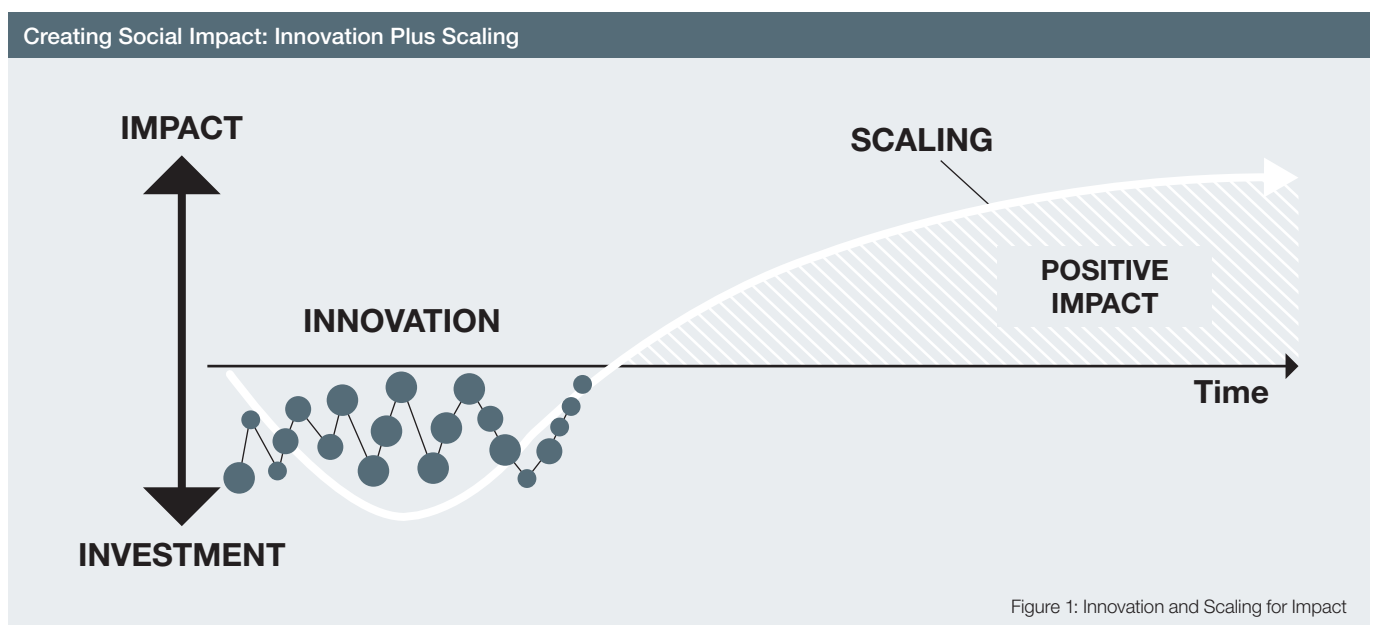 Creating Social Impact: Innovation Plus Scaling
IMPACT
SCALING
POSITIVE
IMPACT
INNOVATION
Time
INVESTMENT
Figure 1: Innovation and Scaling for Impact